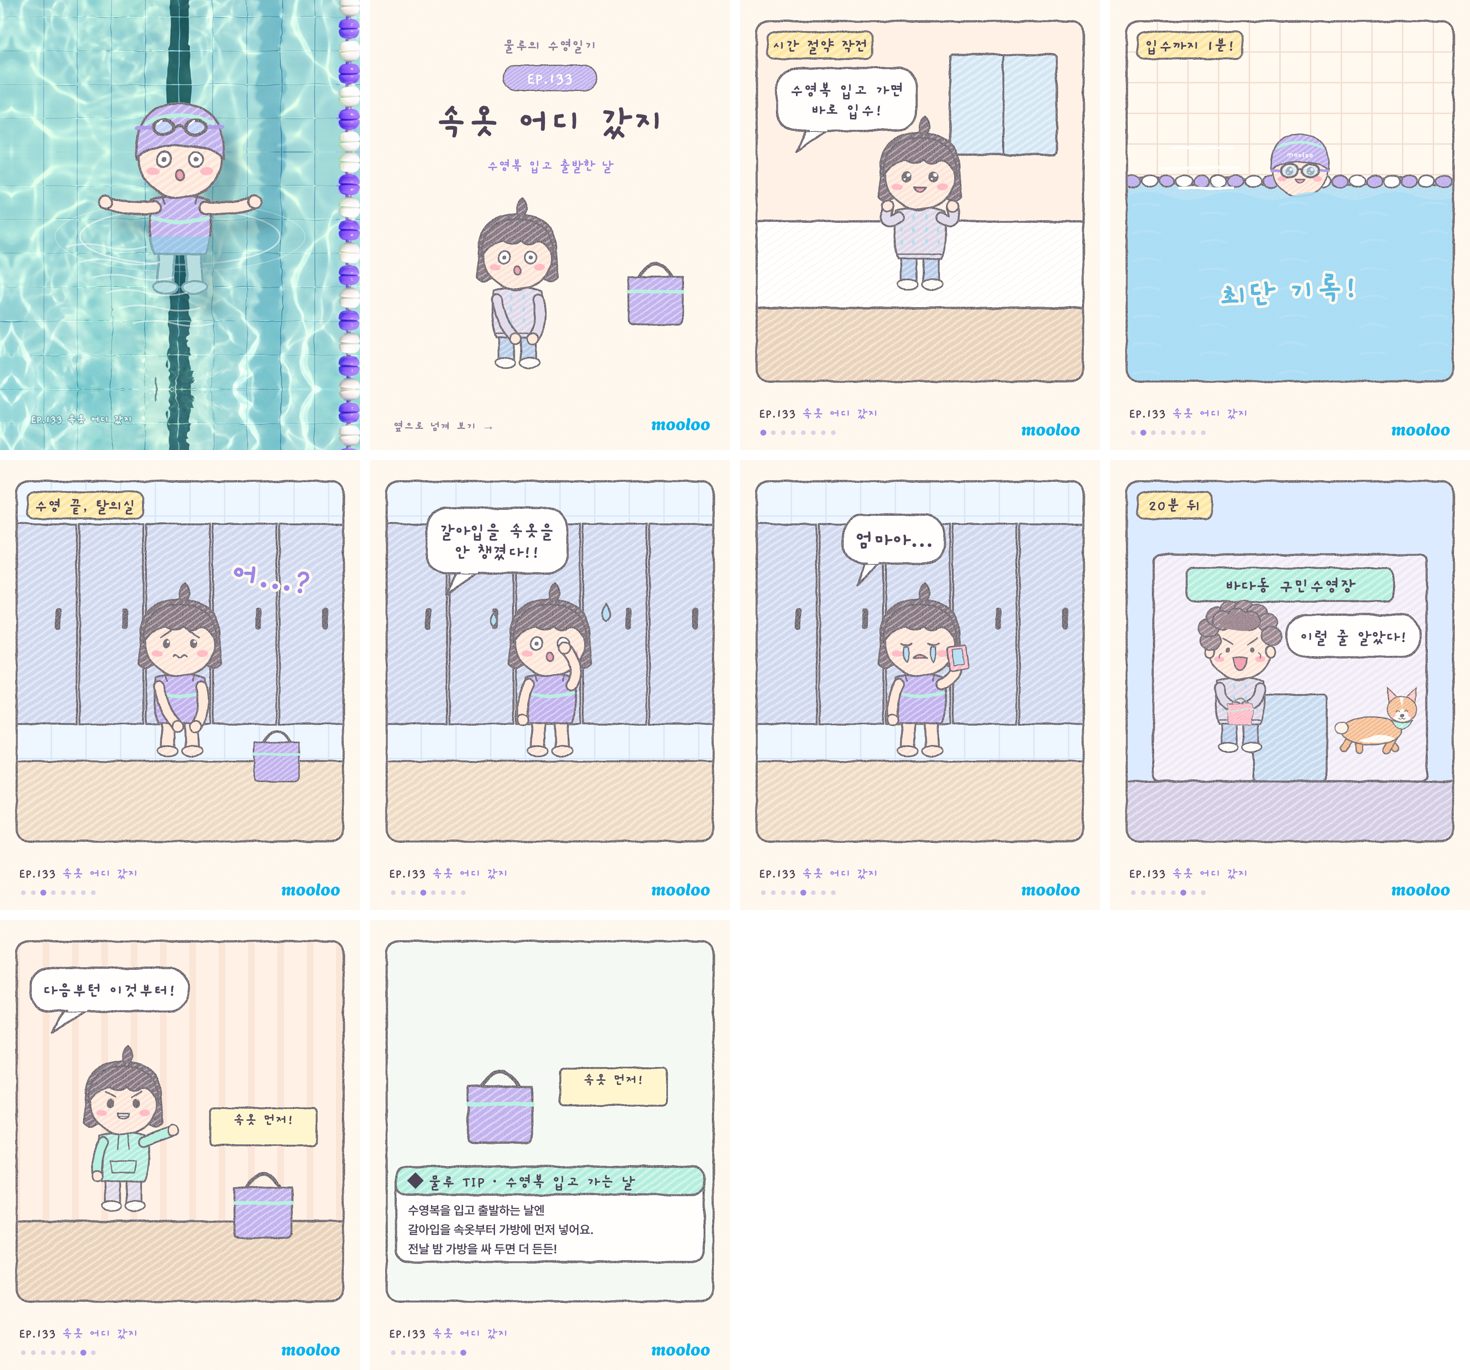 EP.133 속옷 어디 갔지
물루의 수영일기
EP.133
속옷 어디 갔지
수영복 입고 출발한 날
옆으로 넘겨 보기 →
mooloo
시간 절약 작전
수영복 입고 가면
바로 입수!
EP.133 속옷 어디 갔지
mooloo
입수까지 1분!
mooloo
최단 기록!
EP.133 속옷 어디 갔지
mooloo
수영 끝, 탈의실
어...?
EP.133 속옷 어디 갔지
mooloo
갈아입을 속옷을
안 챙겼다!!
EP.133 속옷 어디 갔지
mooloo
엄마아...
EP.133 속옷 어디 갔지
mooloo
20분 뒤
바다동 구민수영장
이럴 줄 알았다!
EP.133 속옷 어디 갔지
mooloo
다음부턴 이것부터!
속옷 먼저!
EP.133 속옷 어디 갔지
mooloo
속옷 먼저!
◆ 물루 TIP · 수영복 입고 가는 날
수영복을 입고 출발하는 날엔
갈아입을 속옷부터 가방에 먼저 넣어요.
전날 밤 가방을 싸 두면 더 든든!
EP.133 속옷 어디 갔지
mooloo